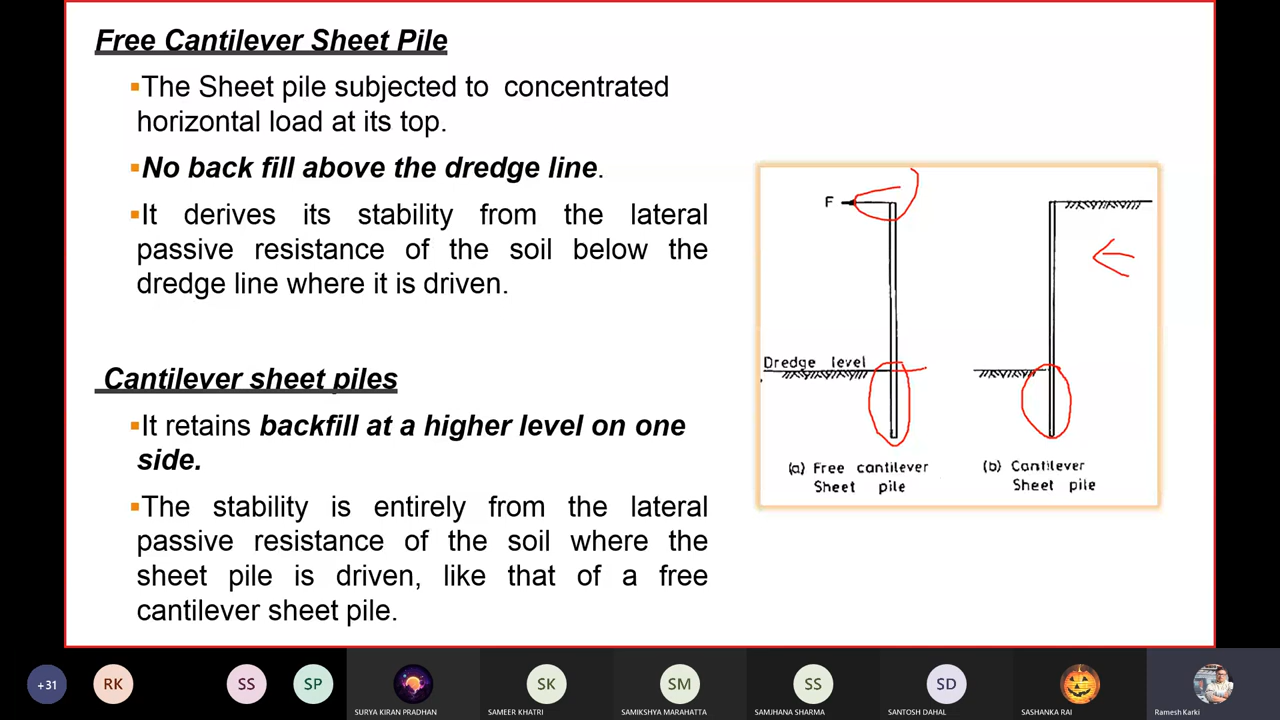 Free Cantilever Sheet Pile
▪The Sheet pile subjected to concentrated
horizontal load at its top.
▪No back fill above the dredge line.
▪It derives its stability from the lateral
passive resistance of the soil below the
dredge line where it is driven.
Cantilever sheet piles
▪It retains backfill at a higher level on one
side.
▪The stability is entirely from the lateral
passive resistance of the soil where the
sheet pile is driven, like that of a free
cantilever sheet pile.
F
Dredge level
(a) Free cantilever
Sheet pile
(b) Cantilever
Sheet pile
+31
RK
SS
SP
SURYA KIRAN PRADHAN
SK
SAMEER KHATRI
SM
SAMIKSHYA MARAHATTA
SS
SAMJHANA SHARMA
SD
SANTOSH DAHAL
SASHANKA RAI
Ramesh Karki